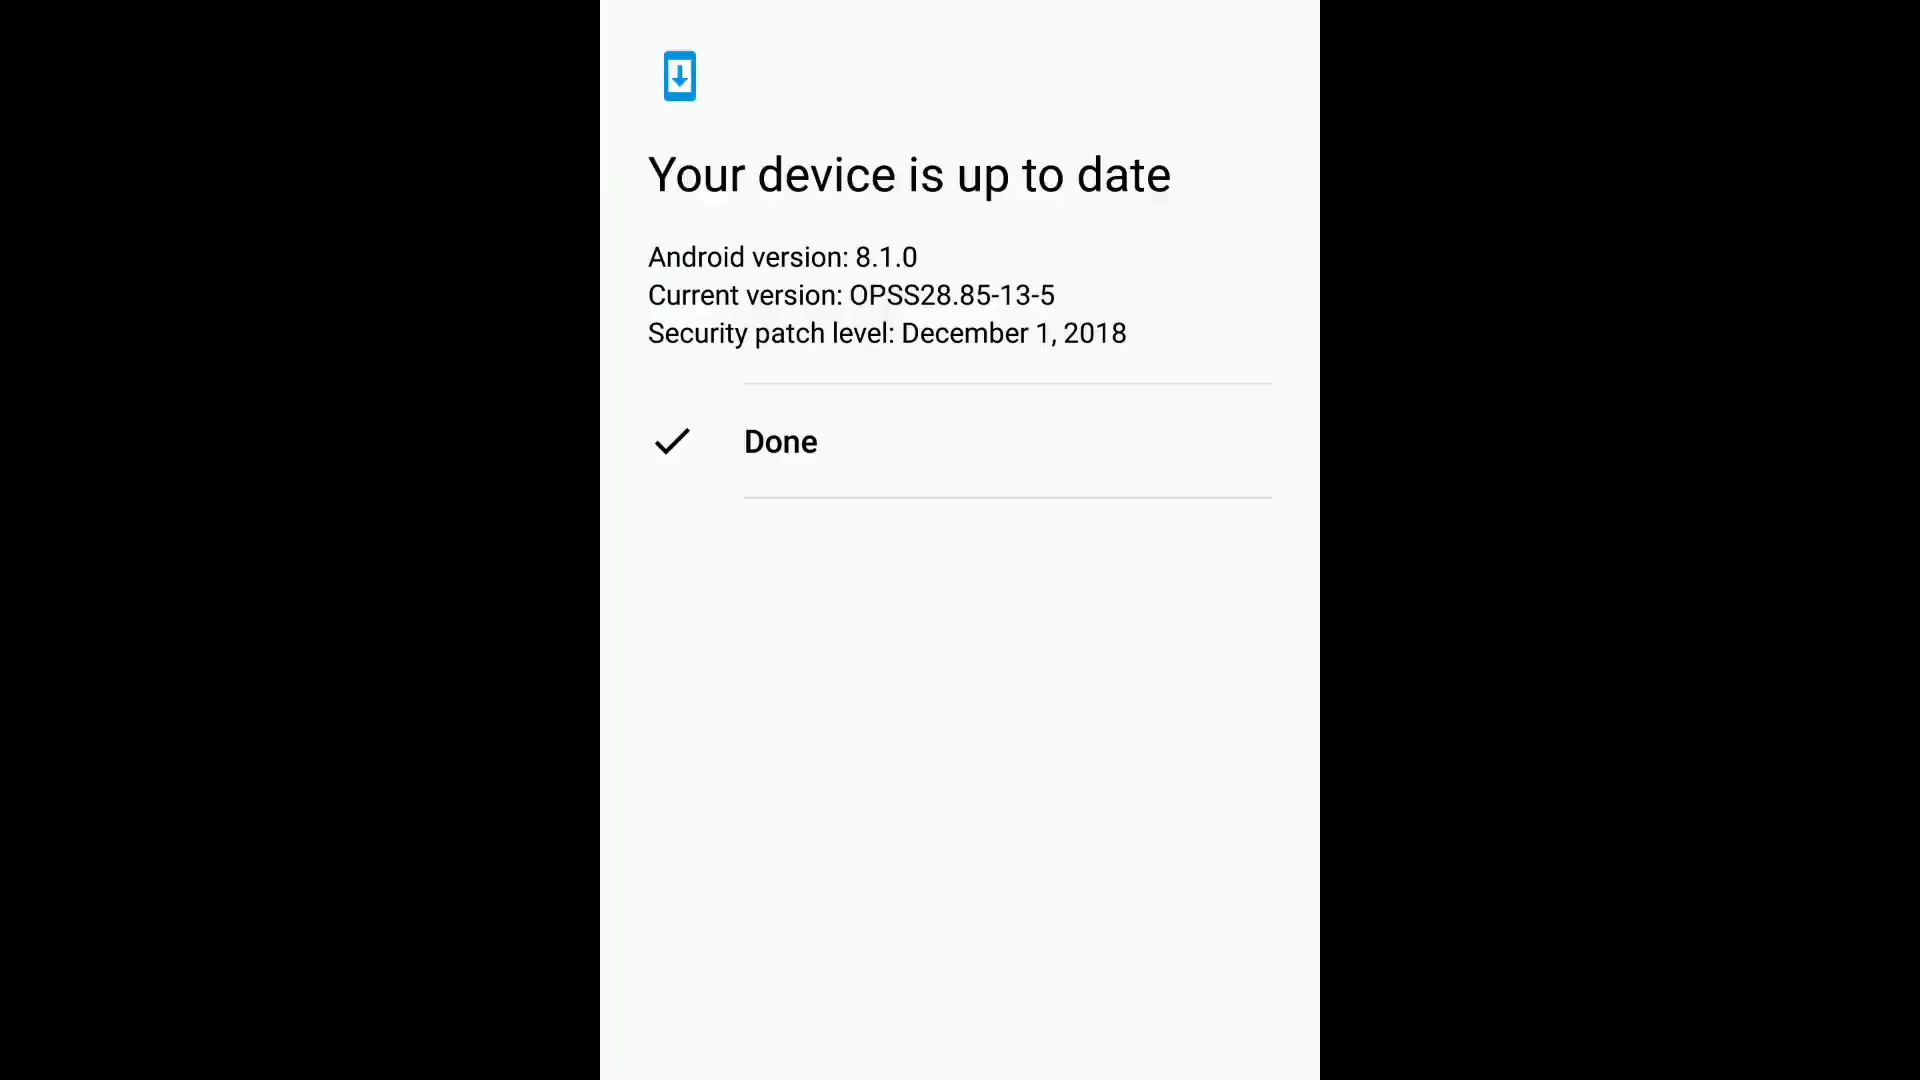 Your device is up to date
Android version: 8.1.0
Current version: OPSS28.85-13-5
Security patch level: December 1, 2018
Done